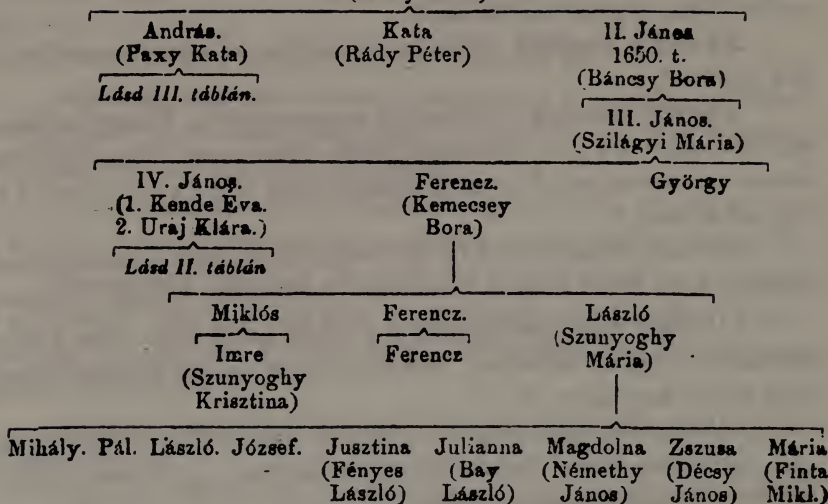 András. Kata II. János
(Paxy Kata) (Rády Péter) 1650. t.
(Báncsy Bora)
Lásd III. táblán.
III. János.
(Szilágyi Mária)
IV. János. Ferencz. György
(1. Kende Eva. (Kemecsey
2. Uraj Klára.) Bora)
Lásd II. táblán
Miklós Ferencz. László
(Szunyoghy
Imre Ferencz Mária)
(Szunyoghy
Krisztina)
Mihály. Pál. László. József. Jusztina Julianna Magdolna Zszusa Mária
(Fényes (Bay (Némethy (Décsy (Finta
László) László) János) János) Mikl.)